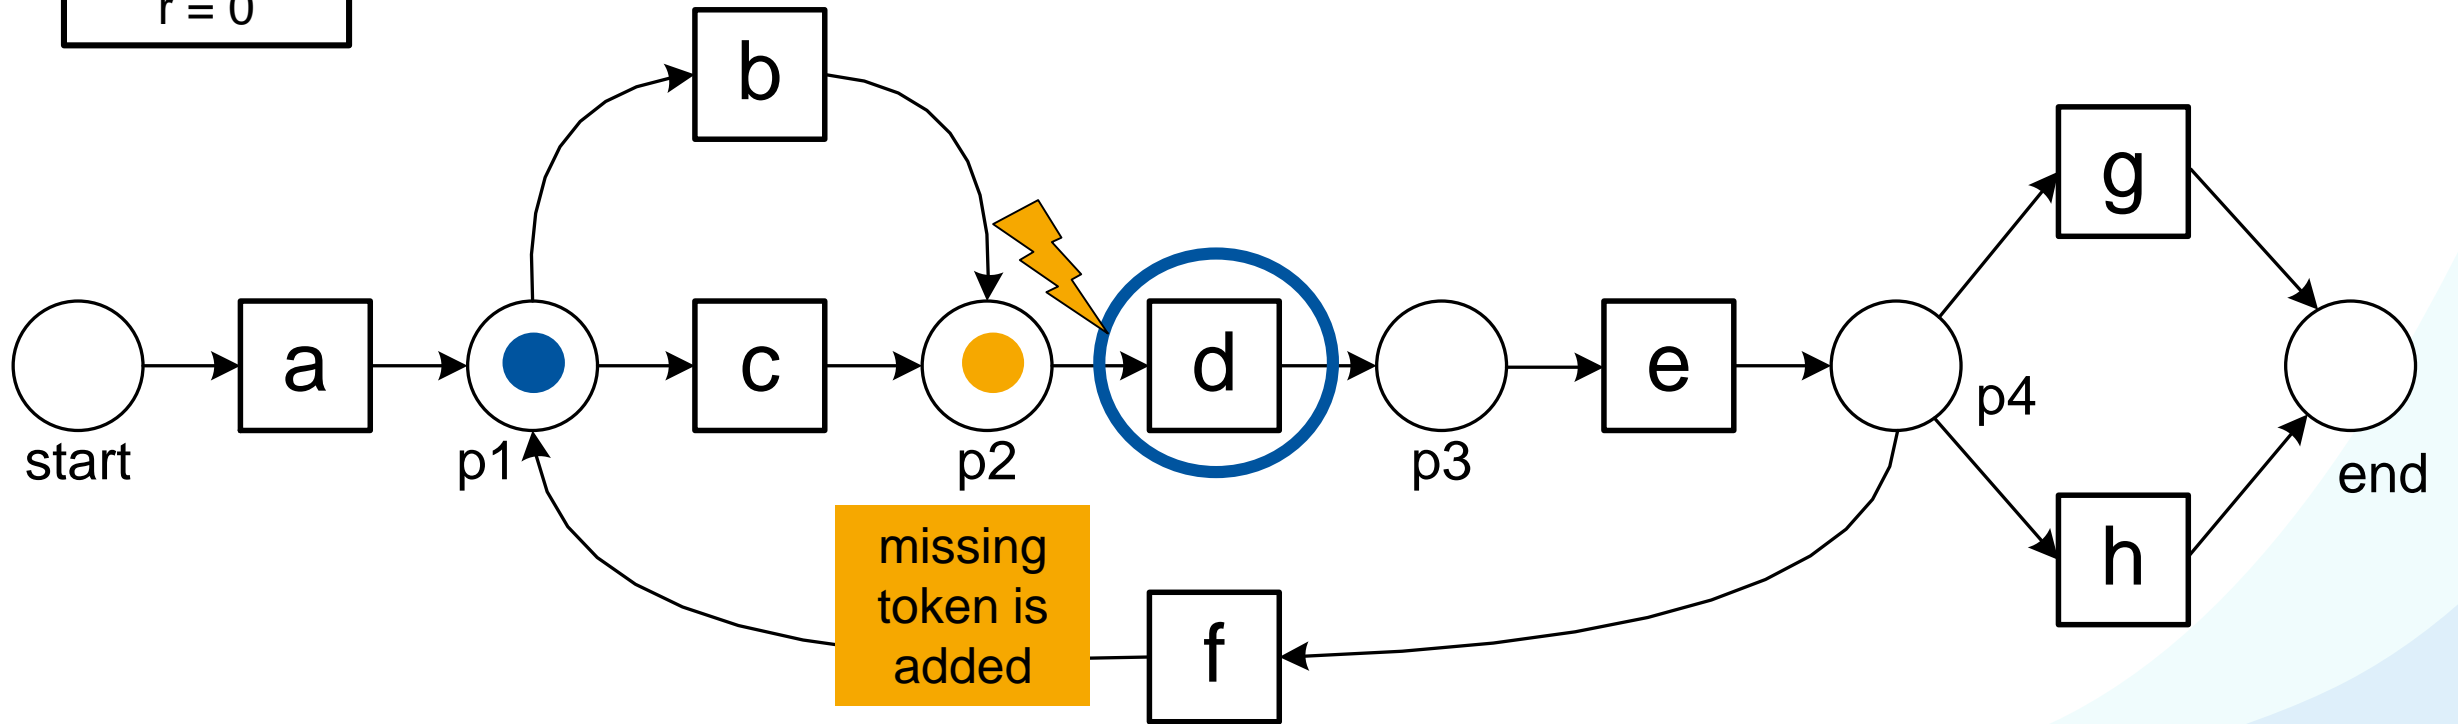 r = 0
b
g
a
c
d
e
p4
start
p1
p2
p3
end
missing
token is
added
h
f